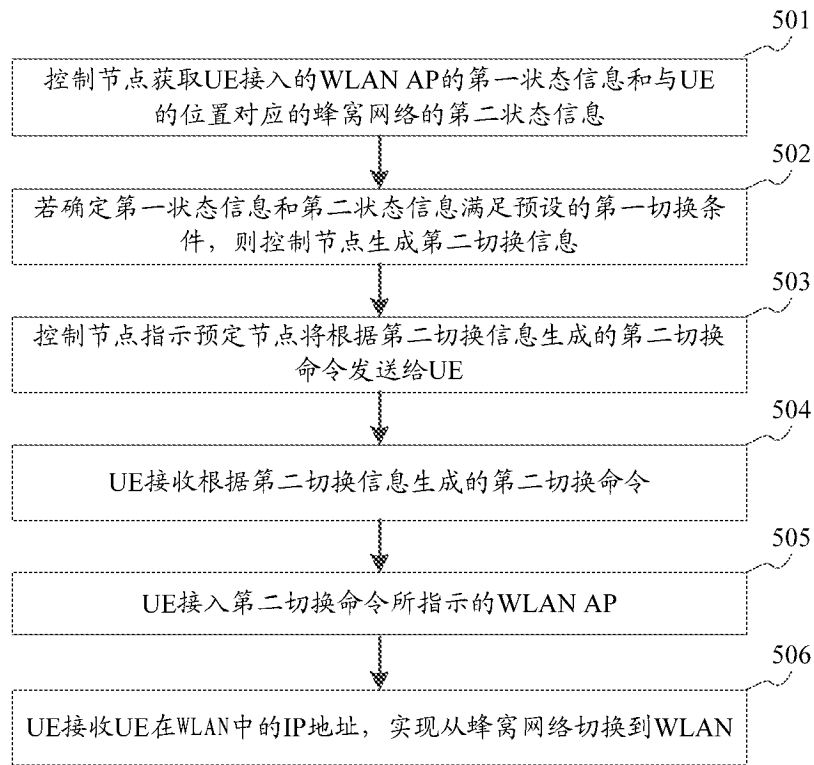 501
控制节点获取UE接入的WLAN AP的第一状态信息和与UE
的位置对应的蜂窝网络的第二状态信息
502
若确定第一状态信息和第二状态信息满足预设的第一切换条
件，则控制节点生成第二切换信息
503
控制节点指示预定节点将根据第二切换信息生成的第二切换
命令发送给UE
504
UE接收根据第二切换信息生成的第二切换命令
505
UE接入第二切换命令所指示的WLAN AP
506
UE接收UE在WLAN中的IP地址，实现从蜂窝网络切换到WLAN